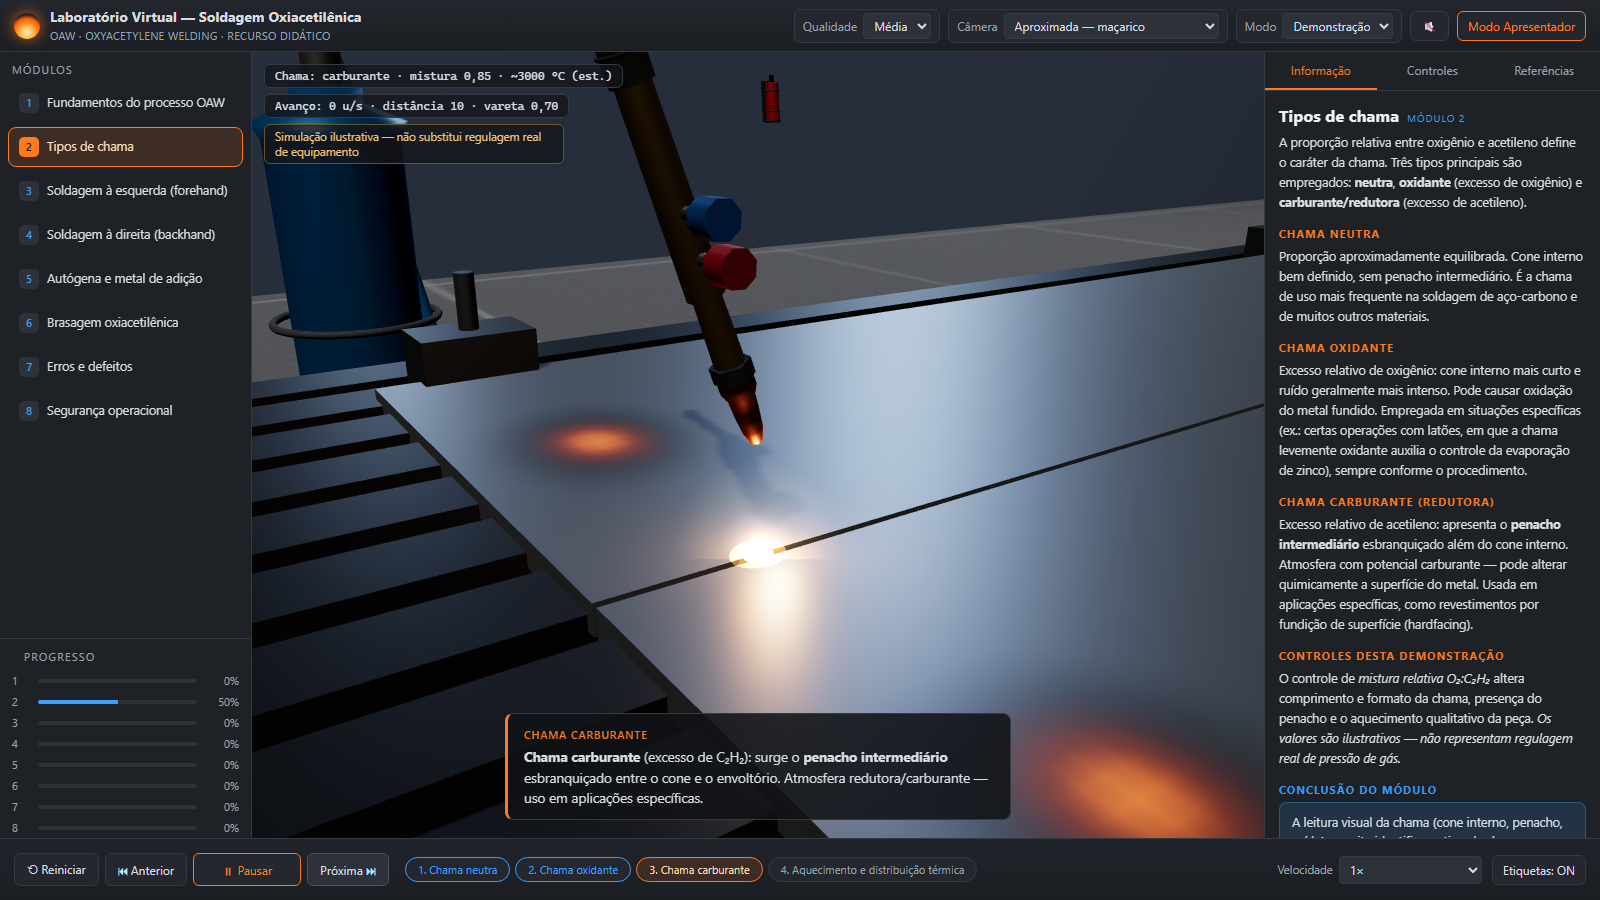 Laboratório Virtual — Soldagem Oxiacetilênica
OAW · OXYACETYLENE WELDING · RECURSO DIDÁTICO
Qualidade Média
Câmera Aproximada — maçarico
Modo Demonstração
Modo Apresentador
MÓDULOS
1 Fundamentos do processo OAW
2 Tipos de chama
3 Soldagem à esquerda (forehand)
4 Soldagem à direita (backhand)
5 Autógena e metal de adição
6 Brasagem oxiacetilênica
7 Erros e defeitos
8 Segurança operacional
PROGRESSO
1 0%
2 50%
3 0%
4 0%
5 0%
6 0%
7 0%
8 0%
Chama: carburante · mistura 0,85 · ~3000 ºC (est.)
Avanço: 0 u/s · distância 10 · vareta 0,70
Simulação ilustrativa — não substitui regulagem real
de equipamento
CHAMA CARBURANTE
Chama carburante (excesso de C₂H₂): surge o penacho intermediário
esbranquiçado entre o cone e o envoltório. Atmosfera redutora/carburante —
uso em aplicações específicas.
Informação Controles Referências
Tipos de chama MÓDULO 2
A proporção relativa entre oxigênio e acetileno define
o caráter da chama. Três tipos principais são
empregados: neutra, oxidante (excesso de oxigênio) e
carburante/redutora (excesso de acetileno).
CHAMA NEUTRA
Proporção aproximadamente equilibrada. Cone interno
bem definido, sem penacho intermediário. É a chama
de uso mais frequente na soldagem de aço-carbono e
de muitos outros materiais.
CHAMA OXIDANTE
Excesso relativo de oxigênio: cone interno mais curto e
ruído geralmente mais intenso. Pode causar oxidação
do metal fundido. Empregada em situações específicas
(ex.: certas operações com latões, em que a chama
levemente oxidante auxilia o controle da evaporação
de zinco), sempre conforme o procedimento.
CHAMA CARBURANTE (REDUTORA)
Excesso relativo de acetileno: apresenta o penacho
intermediário esbranquiçado além do cone interno.
Atmosfera com potencial carburante — pode alterar
quimicamente a superfície do metal. Usada em
aplicações específicas, como revestimentos por
fundição de superfície (hardfacing).
CONTROLES DESTA DEMONSTRAÇÃO
O controle de mistura relativa O₂:C₂H₂ altera
comprimento e formato da chama, presença do
penacho e o aquecimento qualitativo da peça. Os
valores são ilustrativos — não representam regulagem
real de pressão de gás.
CONCLUSÃO DO MÓDULO
A leitura visual da chama (cone interno, penacho,
Reiniciar Anterior Pausar Próxima
1. Chama neutra 2. Chama oxidante 3. Chama carburante 4. Aquecimento e distribuição térmica
Velocidade 1× Etiquetas: ON